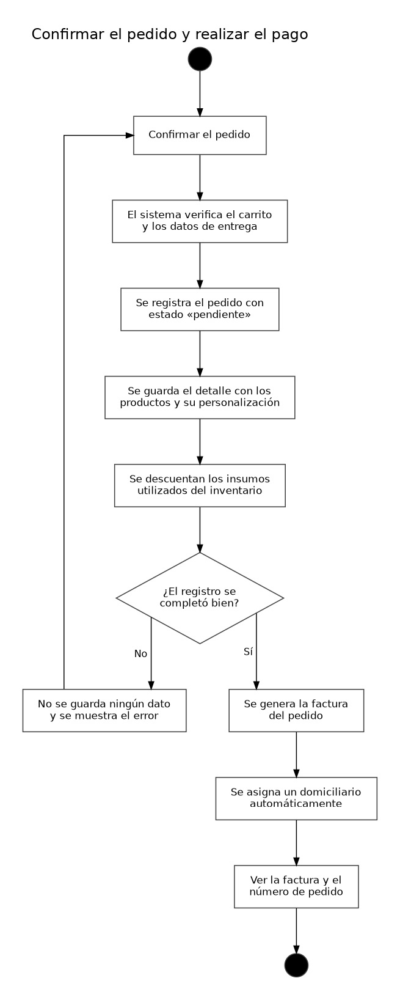 Confirmar el pedido y realizar el pago
Confirmar el pedido
El sistema verifica el carrito
y los datos de entrega
Se registra el pedido con
estado «pendiente»
Se guarda el detalle con los
productos y su personalización
Se descuentan los insumos
utilizados del inventario
¿El registro se
completó bien?
No
Sí
No se guarda ningún dato
y se muestra el error
Se genera la factura
del pedido
Se asigna un domiciliario
automáticamente
Ver la factura y el
número de pedido